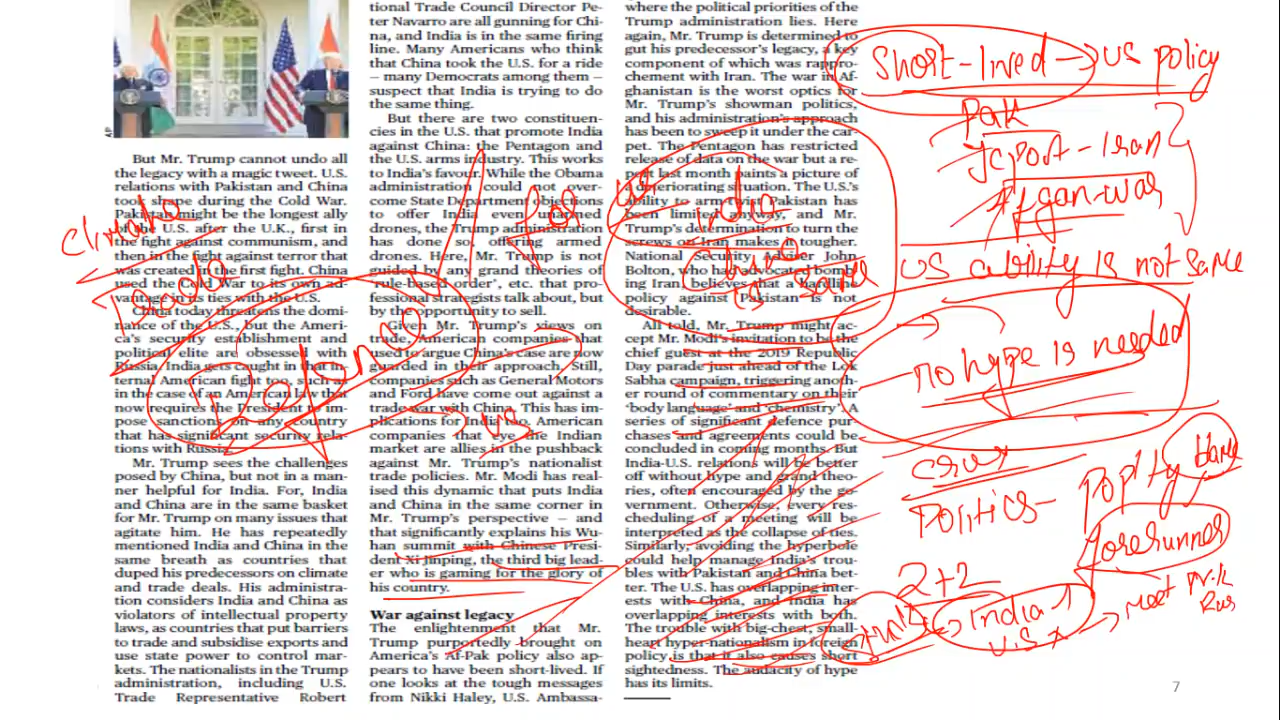 AP
But Mr. Trump cannot undo all
the legacy with a magic tweet. U.S.
relations with Pakistan and China
took shape during the Cold War.
Pakistan might be the longest ally
of the U.S. after the U.K., first in
the fight against communism, and
then in the fight against terror that
was created in the first fight. China
used the Cold War to its own ad-
vantage in its ties with the U.S.
China today threatens the domi-
nance of the U.S., but the Ameri-
ca's security establishment and
political elite are obsessed with
Russia. India gets caught in that in-
ternal American fight too, such as
in the case of an American law that
now requires the President to im-
pose sanctions on any country
that has significant security rela-
tions with Russia.
Mr. Trump sees the challenges
posed by China, but not in a man-
ner helpful for India. For, India
and China are in the same basket
for Mr. Trump on many issues that
agitate him. He has repeatedly
mentioned India and China in the
same breath as countries that
duped his predecessors on climate
and trade deals. His administra-
tion considers India and China as
violators of intellectual property
laws, as countries that put barriers
to trade and subsidise exports and
use state power to control mar-
kets. The nationalists in the Trump
administration, including U.S.
Trade Representative Robert
tional Trade Council Director Pe-
ter Navarro are all gunning for Chi-
na, and India is in the same firing
line. Many Americans who think
that China took the U.S. for a ride
— many Democrats among them —
suspect that India is trying to do
the same thing.
But there are two constituen-
cies in the U.S. that promote India
against China: the Pentagon and
the U.S. arms industry. This works
to India's favour. While the Obama
administration could not over-
come State Department objections
to offer India even unarmed
drones, the Trump administration
has done so, offering armed
drones. Here, Mr. Trump is not
guided by any grand theories of
'rule-based order', etc. that pro-
fessional strategists talk about, but
by the opportunity to sell.
Given Mr. Trump's views on
trade, American companies that
used to argue China's case are now
guarded in their approach. Still,
companies such as General Motors
and Ford have come out against a
trade war with China. This has im-
plications for India too. American
companies that eye the Indian
market are allies in the pushback
against Mr. Trump's nationalist
trade policies. Mr. Modi has real-
ised this dynamic that puts India
and China in the same corner in
Mr. Trump's perspective — and
that significantly explains his Wu-
han summit with Chinese Presi-
dent Xi Jinping, the third big lead-
er who is gaming for the glory of
his country.
War against legacy
The enlightenment that Mr.
Trump purportedly brought on
America's Af-Pak policy also ap-
pears to have been short-lived. If
one looks at the tough messages
from Nikki Haley, U.S. Ambassa-
where the political priorities of the
Trump administration lies. Here
again, Mr. Trump is determined to
gut his predecessor's legacy, a key
component of which was rappro-
chement with Iran. The war in Af-
ghanistan is the worst optics for
Mr. Trump's showman politics,
and his administration's approach
has been to sweep it under the car-
pet. The Pentagon has restricted
release of data on the war but a re-
port last month paints a picture of
a deteriorating situation. The U.S.'s
ability to arm twist Pakistan has
been limited anyway, and Mr.
Trump's determination to turn the
screws on Iran makes it tougher.
National Security Adviser John
Bolton, who had advocated bomb-
ing Iran, believes that a hardline
policy against Pakistan is not
desirable.
All told, Mr. Trump might ac-
cept Mr. Modi's invitation to be the
chief guest at the 2019 Republic
Day parade just ahead of the Lok
Sabha campaign, triggering anoth-
er round of commentary on their
'body language' and 'chemistry'. A
series of significant defence pur-
chases and agreements could be
concluded in coming months. But
India-U.S. relations will be better
off without hype and grand theo-
ries, often encouraged by the go-
vernment. Otherwise, every res-
cheduling of a meeting will be
interpreted as the collapse of ties.
Similarly, avoiding the hyperbole
could help manage India's trou-
bles with Pakistan and China bet-
ter. The U.S. has overlapping inter-
ests with China, and India has
overlapping interests with both.
The trouble with big-chest, small-
heart hyper-nationalism in foreign
policy is that it also causes short
sightedness. The audacity of hype
has its limits.
climate
Defence
for
us
India
China
is same
Short-lived → US policy
Pak
JCPOA - Iran
Afgan-war
US ability is not same
no hype is needed
Politics-
forerunner
2+2
India
U.S
meet
7